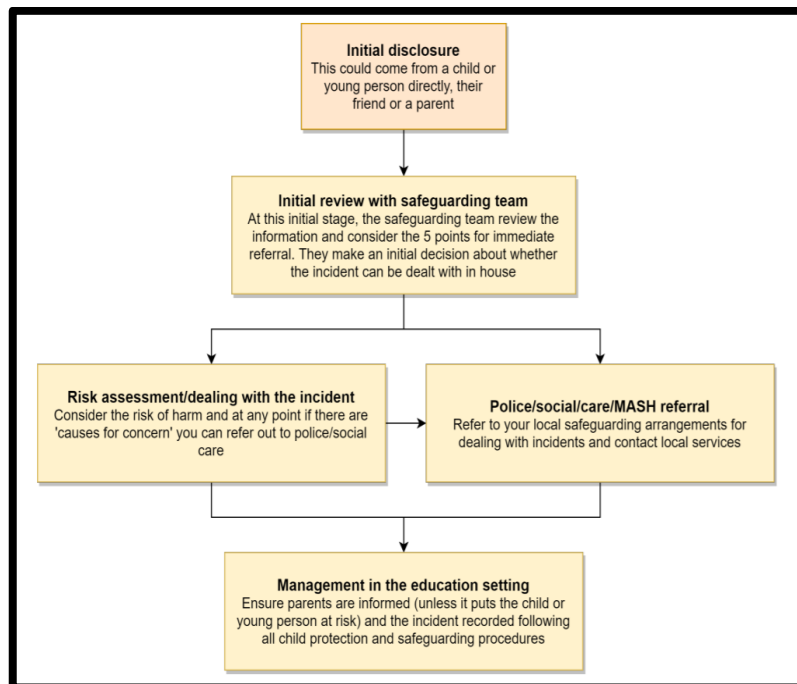 Initial disclosure
This could come from a child or
young person directly, their
friend or a parent
Initial review with safeguarding team
At this initial stage, the safeguarding team review the
information and consider the 5 points for immediate
referral. They make an initial decision about whether
the incident can be dealt with in house
Risk assessment/dealing with the incident
Consider the risk of harm and at any point if there are
'causes for concern' you can refer out to police/social
care
Police/social/care/MASH referral
Refer to your local safeguarding arrangements for
dealing with incidents and contact local services
Management in the education setting
Ensure parents are informed (unless it puts the child or
young person at risk) and the incident recorded following
all child protection and safeguarding procedures